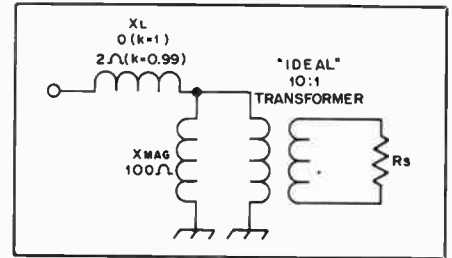 XL
0 (k=1)
2Ω(k=0.99)
"IDEAL"
10:1
TRANSFORMER
XMAG
100Ω
Rs